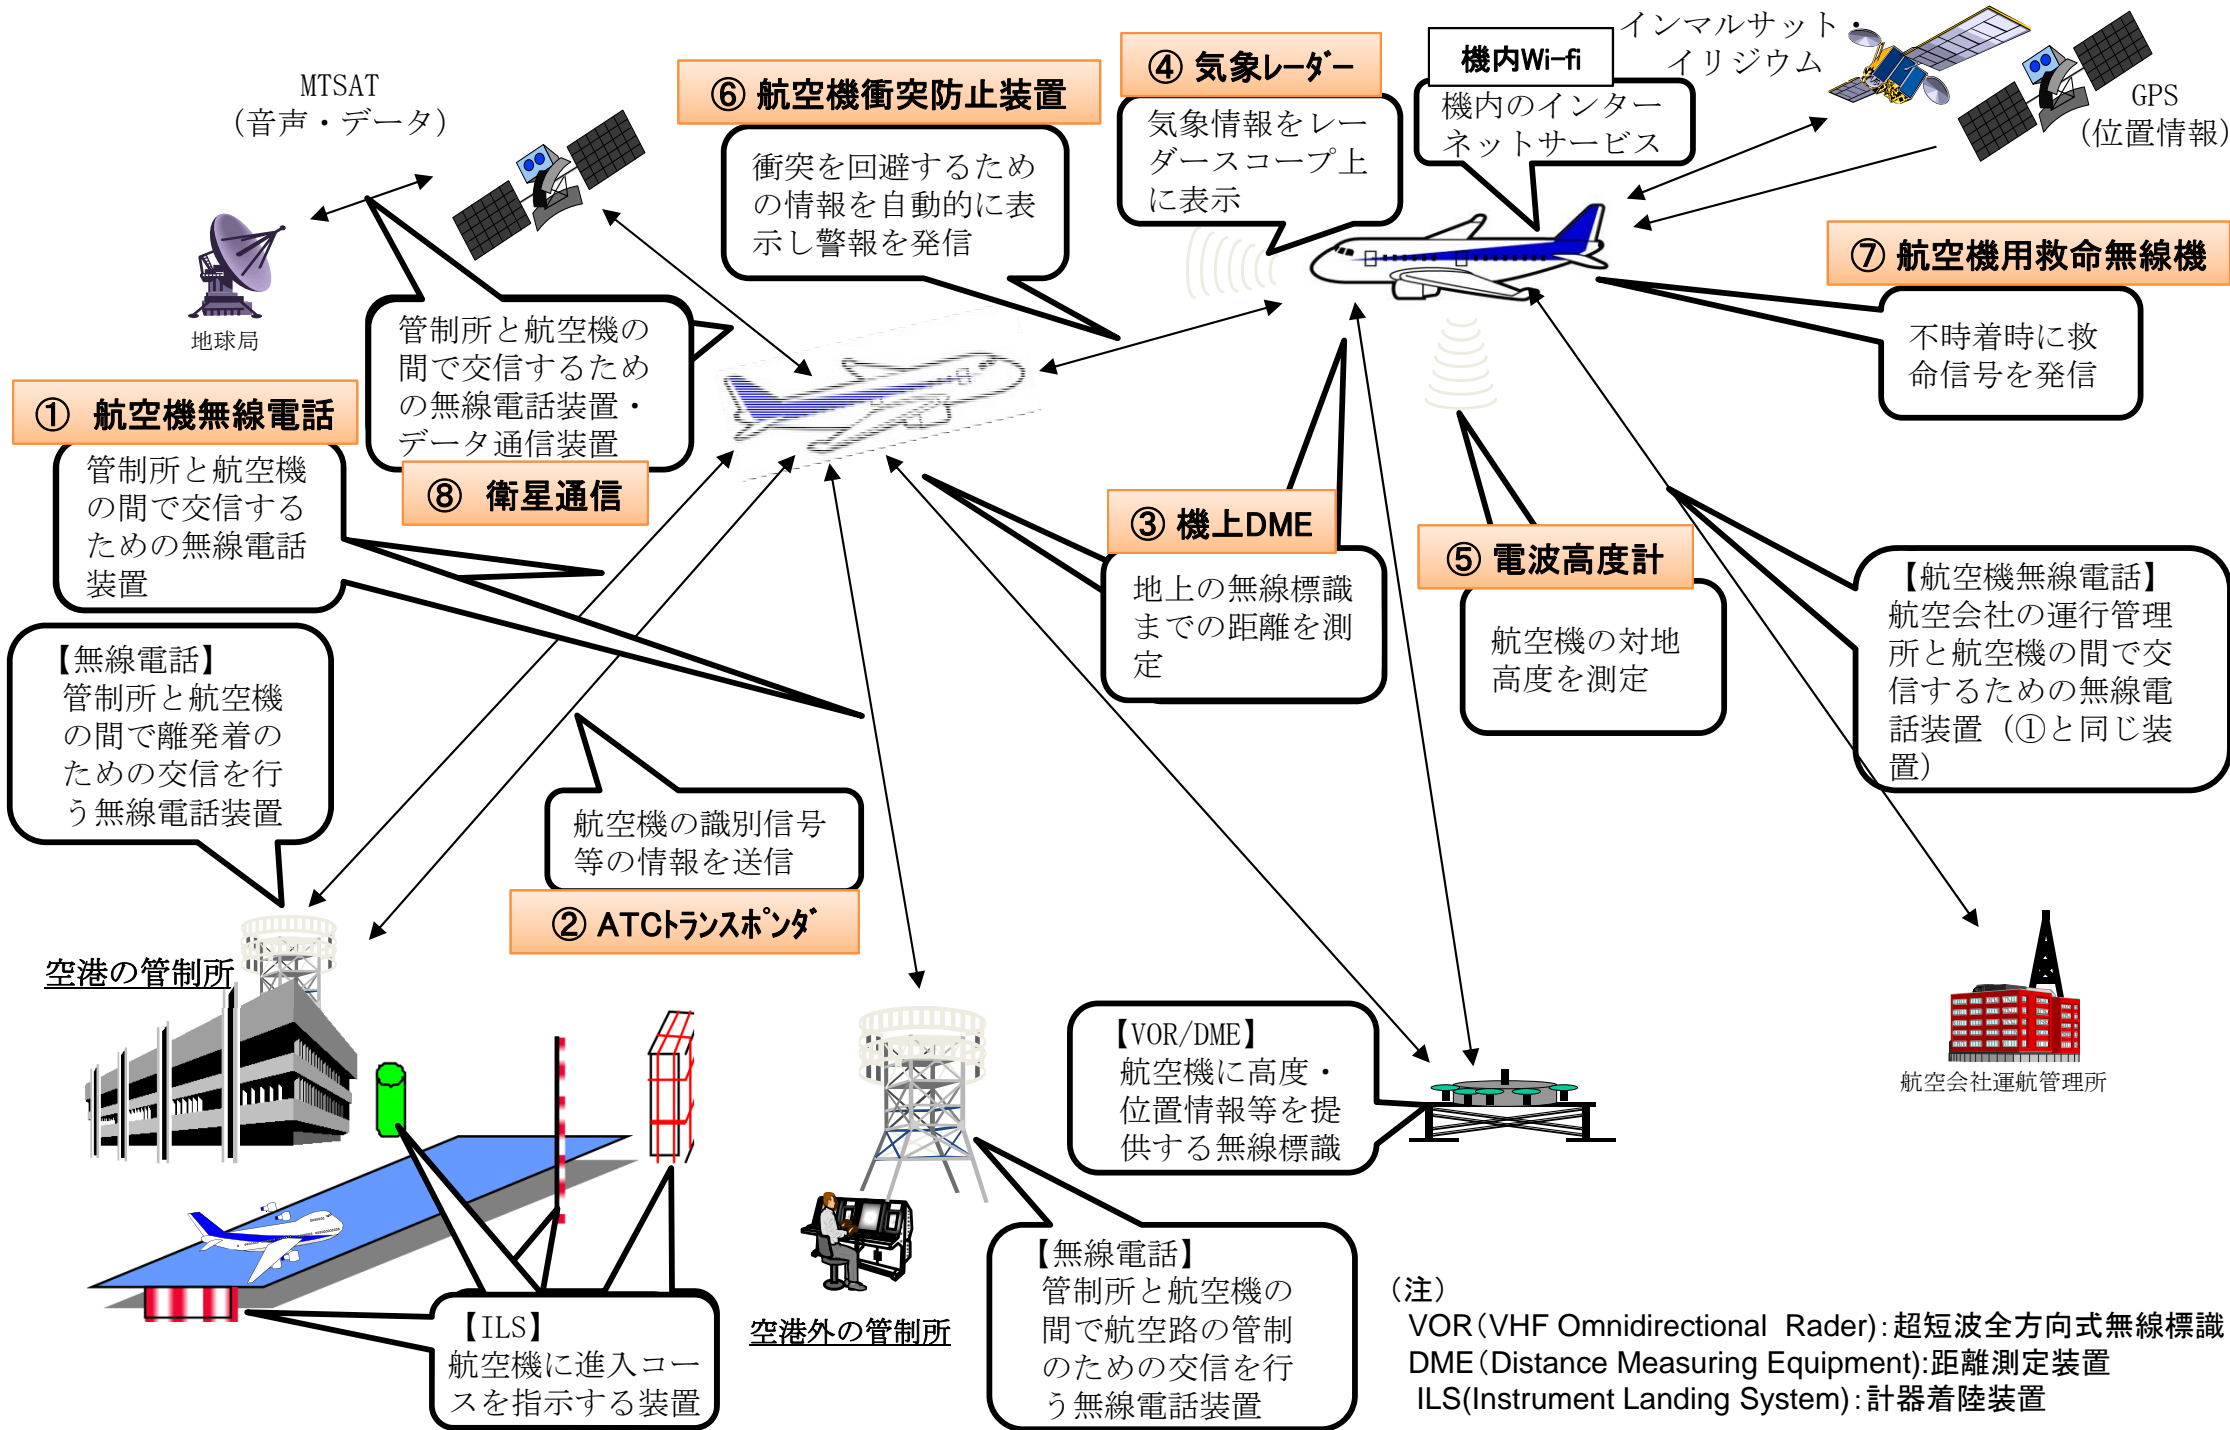 MTSAT
（音声・データ）
地球局
⑥ 航空機衝突防止装置
衝突を回避するため
の情報を自動的に表
示し警報を発信
④ 気象ﾚｰﾀﾞｰ
気象情報をレー
ダースコープ上
に表示
機内Wi-fi
機内のインター
ネットサービス
インマルサット・
イリジウム
GPS
（位置情報）
⑦ 航空機用救命無線機
不時着時に救
命信号を発信
管制所と航空機の
間で交信するため
の無線電話装置・
データ通信装置
⑧ 衛星通信
① 航空機無線電話
管制所と航空機
の間で交信する
ための無線電話
装置
③ 機上DME
地上の無線標識
までの距離を測
定
⑤ 電波高度計
航空機の対地
高度を測定
【航空機無線電話】
航空会社の運行管理
所と航空機の間で交
信するための無線電
話装置（①と同じ装
置）
【無線電話】
管制所と航空機
の間で離発着の
ための交信を行
う無線電話装置
航空機の識別信号
等の情報を送信
② ATCﾄﾗﾝｽﾎﾟﾝﾀﾞ
空港の管制所
【VOR/DME】
航空機に高度・
位置情報等を提
供する無線標識
航空会社運航管理所
【ILS】
航空機に進入コー
スを指示する装置
空港外の管制所
【無線電話】
管制所と航空機の
間で航空路の管制
のための交信を行
う無線電話装置
（注）
VOR（VHF Omnidirectional Rader)：超短波全方向式無線標識
DME（Distance Measuring Equipment):距離測定装置
ILS(Instrument Landing System)：計器着陸装置